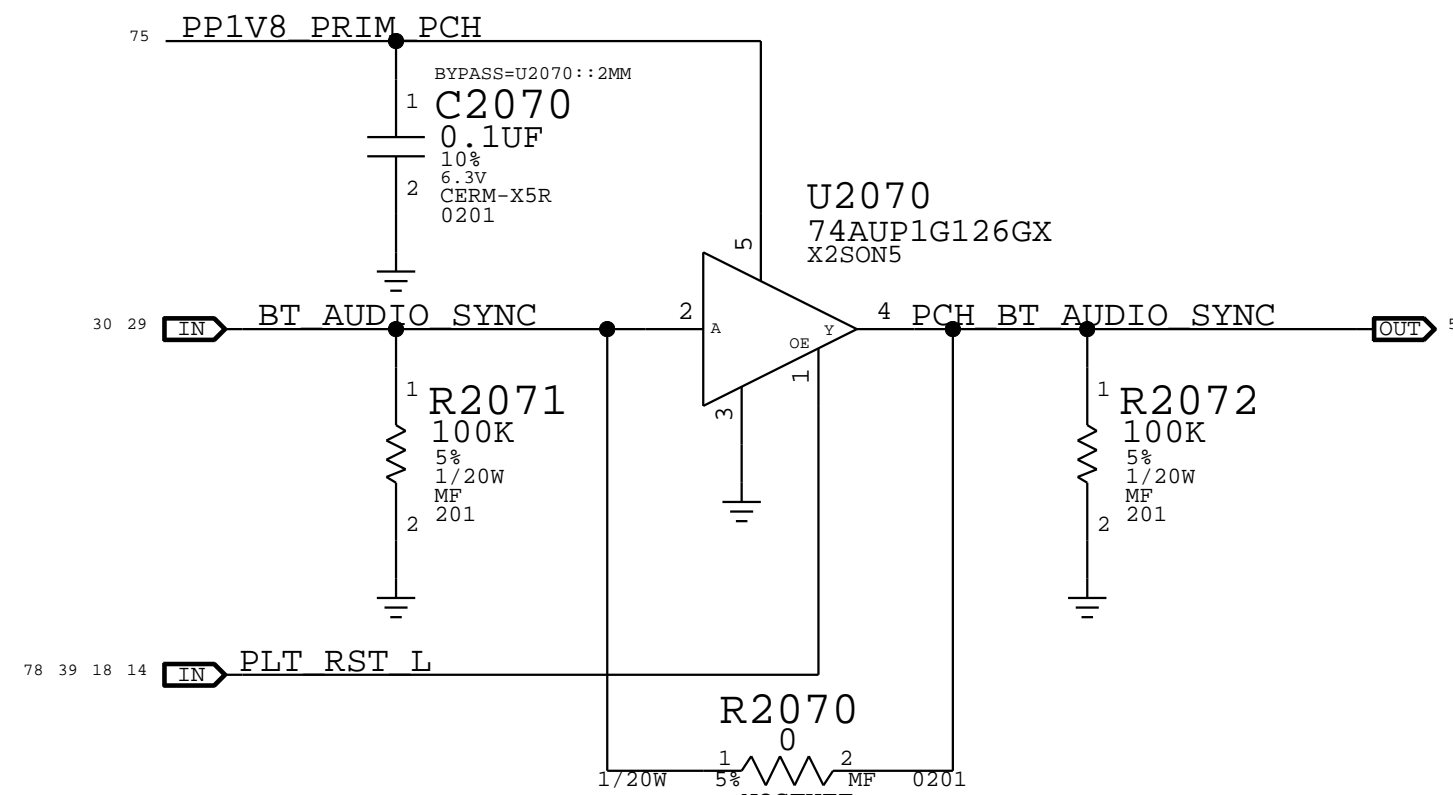 75 PP1V8_PRIM_PCH
BYPASS=U2070::2MM
1 C2070
0.1UF
10%
6.3V
2 CERM-X5R
0201
U2070
74AUP1G126GX
X2SON5
5
30 29 IN BT_AUDIO_SYNC 2 A Y 4 PCH_BT_AUDIO_SYNC OUT 5
OE
1
3
1 R2071
100K
5%
1/20W
MF
2 201
1 R2072
100K
5%
1/20W
MF
2 201
78 39 18 14 IN PLT_RST_L
R2070
0
1 2
1/20W 5% MF 0201